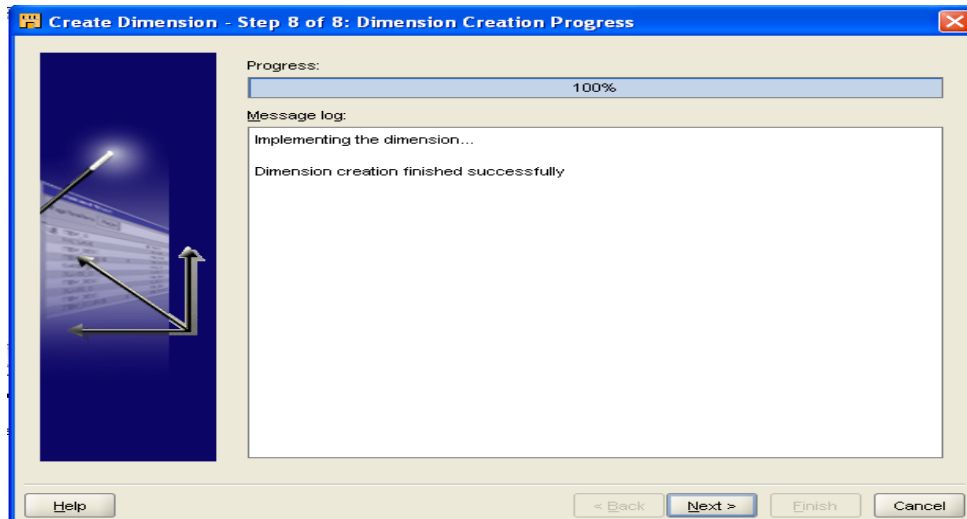 Create Dimension - Step 8 of 8: Dimension Creation Progress
Progress:
100%
Message log:
Implementing the dimension...
Dimension creation finished successfully
Help
< Back
Next >
Finish
Cancel